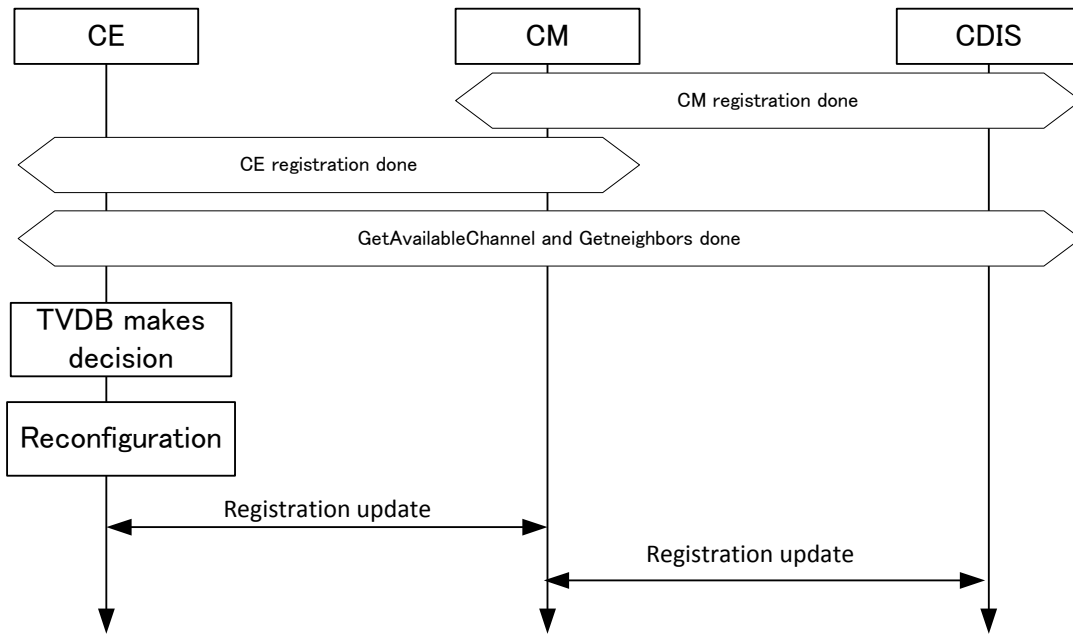 CE
CM
CDIS
CM registration done
CE registration done
GetAvailableChannel and Getneighbors done
TVDB makes
decision
Reconfiguration
Registration update
Registration update